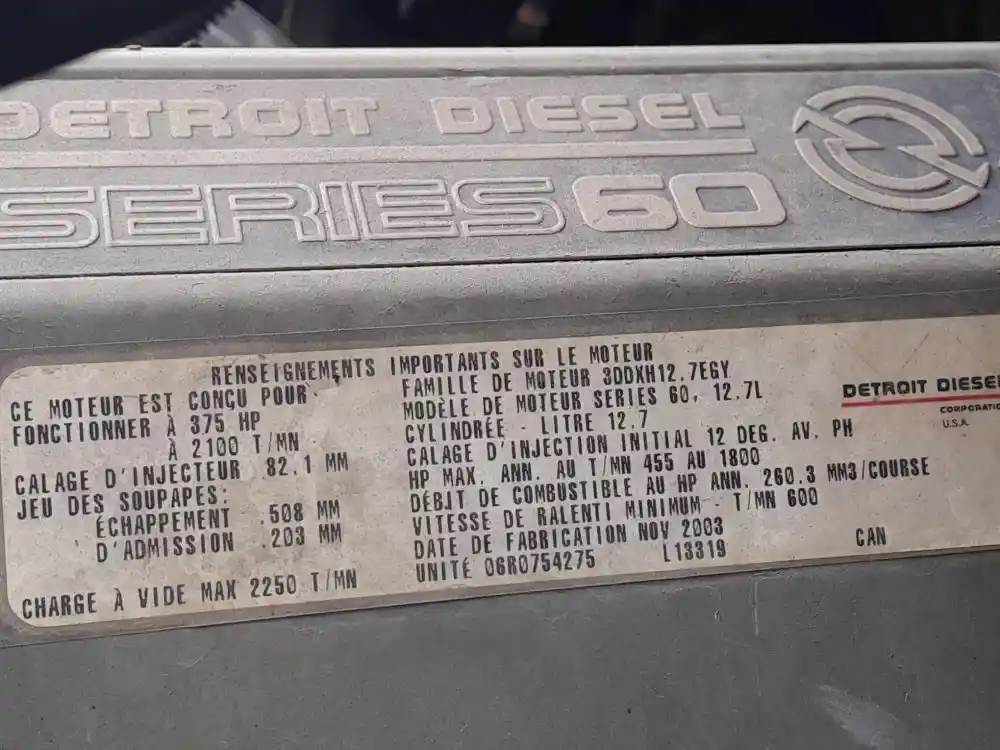 DETROIT DIESEL
SERIES 60
RENSEIGNEMENTS IMPORTANTS SUR LE MOTEUR
CE MOTEUR EST CONÇU POUR
FONCTIONNER À 375 HP
À 2100 T/MN
CALAGE D'INJECTEUR 82.1 MM
JEU DES SOUPAPES:
ÉCHAPPEMENT .508 MM
D'ADMISSION .203 MM
CHARGE À VIDE MAX 2250 T/MN
FAMILLE DE MOTEUR 3DDXH12.7EGY
MODÈLE DE MOTEUR SERIES 60, 12.7L
CYLINDRÉE - LITRE 12.7
CALAGE D'INJECTION INITIAL 12 DEG. AV. PH
HP MAX. ANN. AU T/MN 455 AU 1800
DÉBIT DE COMBUSTIBLE AU HP ANN. 260.3 MM3/COURSE
VITESSE DE RALENTI MINIMUM - T/MN 600
DATE DE FABRICATION NOV 2003
UNITÉ 06R0754275 L13319 CAN
DETROIT DIESEL
CORPORATION
U.S.A.